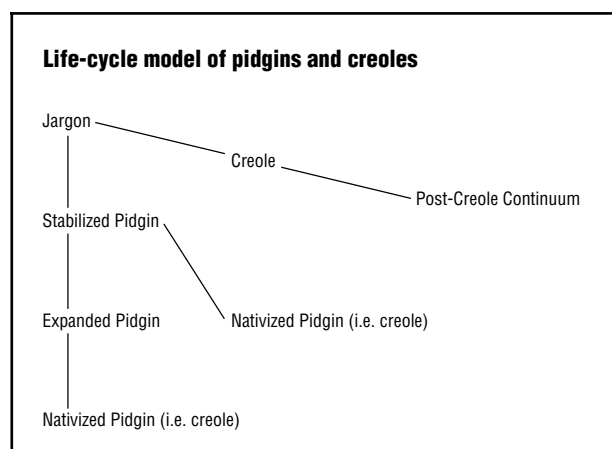 Life-cycle model of pidgins and creoles
Jargon
Creole
Post-Creole Continuum
Stabilized Pidgin
Expanded Pidgin
Nativized Pidgin (i.e. creole)
Nativized Pidgin (i.e. creole)